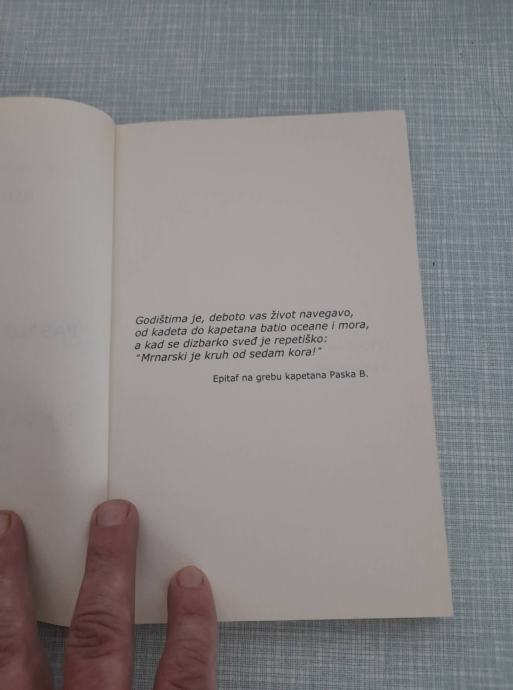 Godištima je, deboto vas život navegavo,
od kadeta do kapetana batio oceane i mora,
a kad se dizbarko sveđ je repetiško:
"Mrnarski je kruh od sedam kora!"
Epitaf na grebu kapetana Paska B.